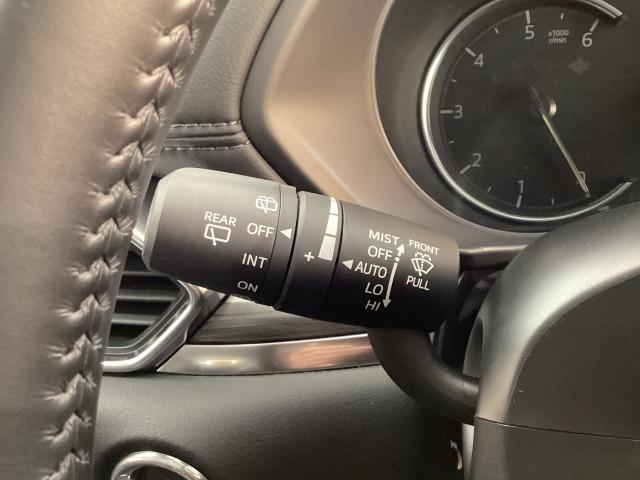 REAR
OFF
INT
ON
+
MIST
OFF
AUTO
LO
HI
FRONT
PULL
1
2
3
4
5
6
x1000
r/min